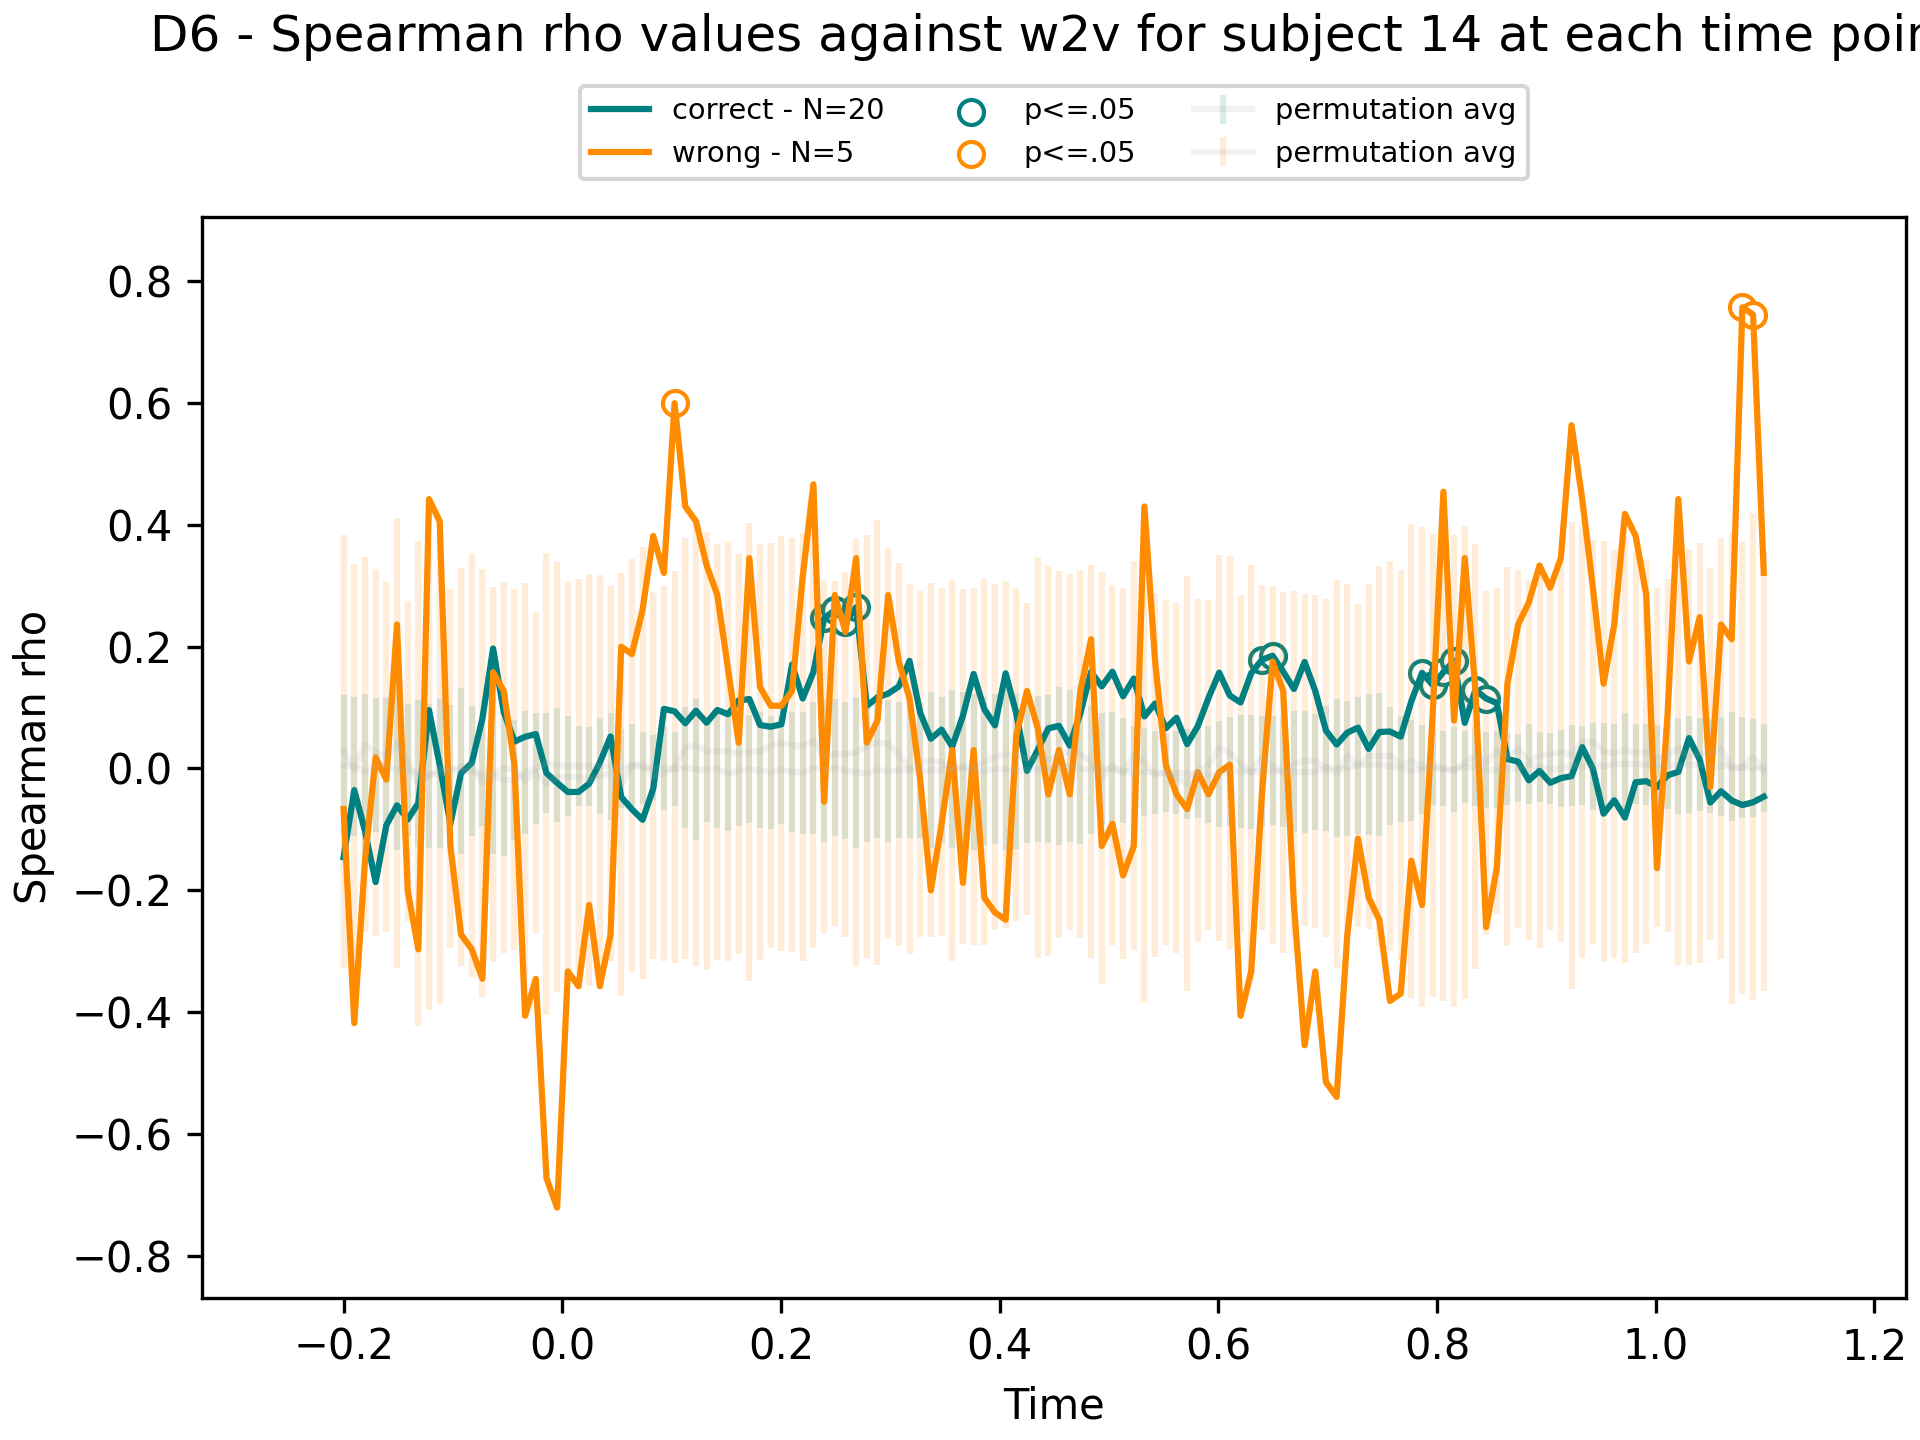 D6 - Spearman rho values against w2v for subject 14 at each time poin
correct - N=20 p<=.05 permutation avg
wrong - N=5 p<=.05 permutation avg
0.8
0.6
0.4
0.2
0.0
−0.2
−0.4
−0.6
−0.8
Spearman rho
−0.2 0.0 0.2 0.4 0.6 0.8 1.0 1.2
Time